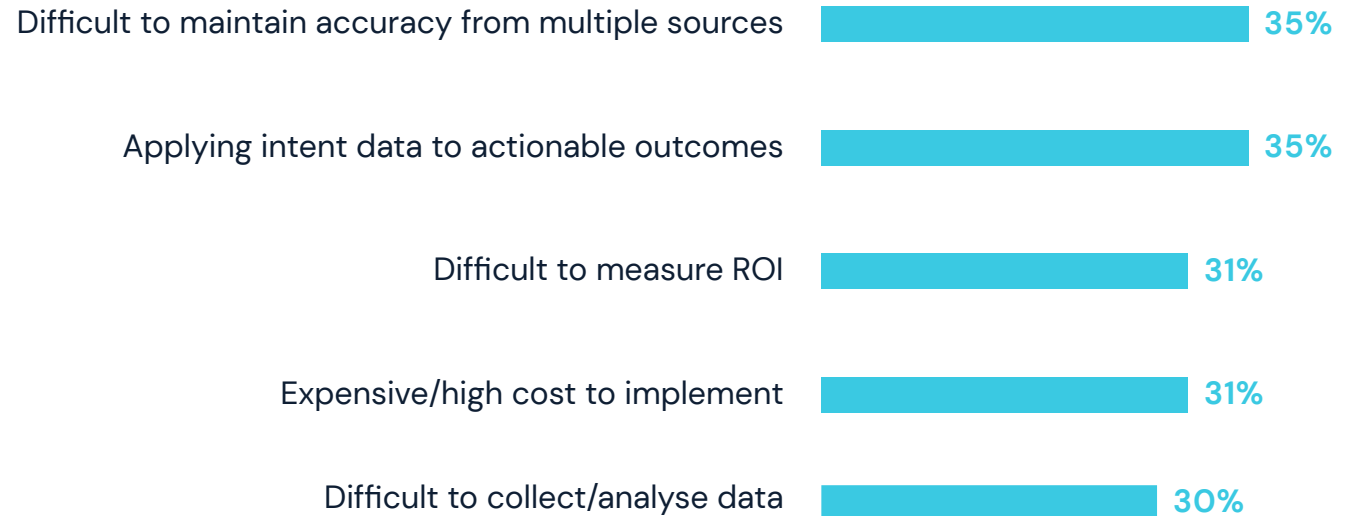 Difficult to maintain accuracy from multiple sources 35%
Applying intent data to actionable outcomes 35%
Difficult to measure ROI 31%
Expensive/high cost to implement 31%
Difficult to collect/analyse data 30%